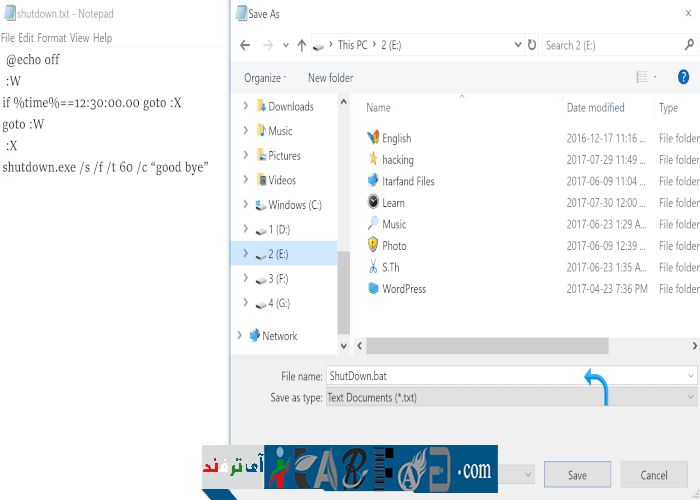 shutdown.txt - Notepad
File Edit Format View Help
@echo off
:W
if %time%==12:30:00.00 goto :X
goto :W
:X
shutdown.exe /s /f /t 60 /c “good bye”
Save As
This PC > 2 (E:)
Search 2 (E:)
Organize
New folder
Downloads
Music
Pictures
Videos
Windows (C:)
1 (D:)
2 (E:)
3 (F:)
4 (G:)
Network
Name Date modified Type
English 2016-12-17 11:16 ... File folder
hacking 2017-07-29 11:49 ... File folder
Itarfand Files 2016-06-09 11:04 ... File folder
Learn 2017-07-30 12:00 ... File folder
Music 2017-06-23 1:29 A... File folder
Photo 2016-06-09 12:39 ... File folder
S.Th 2017-06-23 1:35 A... File folder
WordPress 2017-04-23 7:36 PM File folder
File name: ShutDown.bat
Save as type: Text Documents (*.txt)
آی ترفند
.com
Save
Cancel